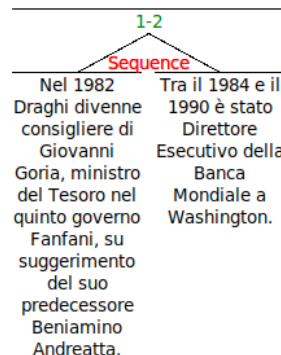 1-2
Sequence
Nel 1982
Draghi divenne
consigliere di
Giovanni
Goria, ministro
del Tesoro nel
quinto governo
Fanfani, su
suggerimento
del suo
predecessore
Beniamino
Andreatta.
Tra il 1984 e il
1990 è stato
Direttore
Esecutivo della
Banca
Mondiale a
Washington.